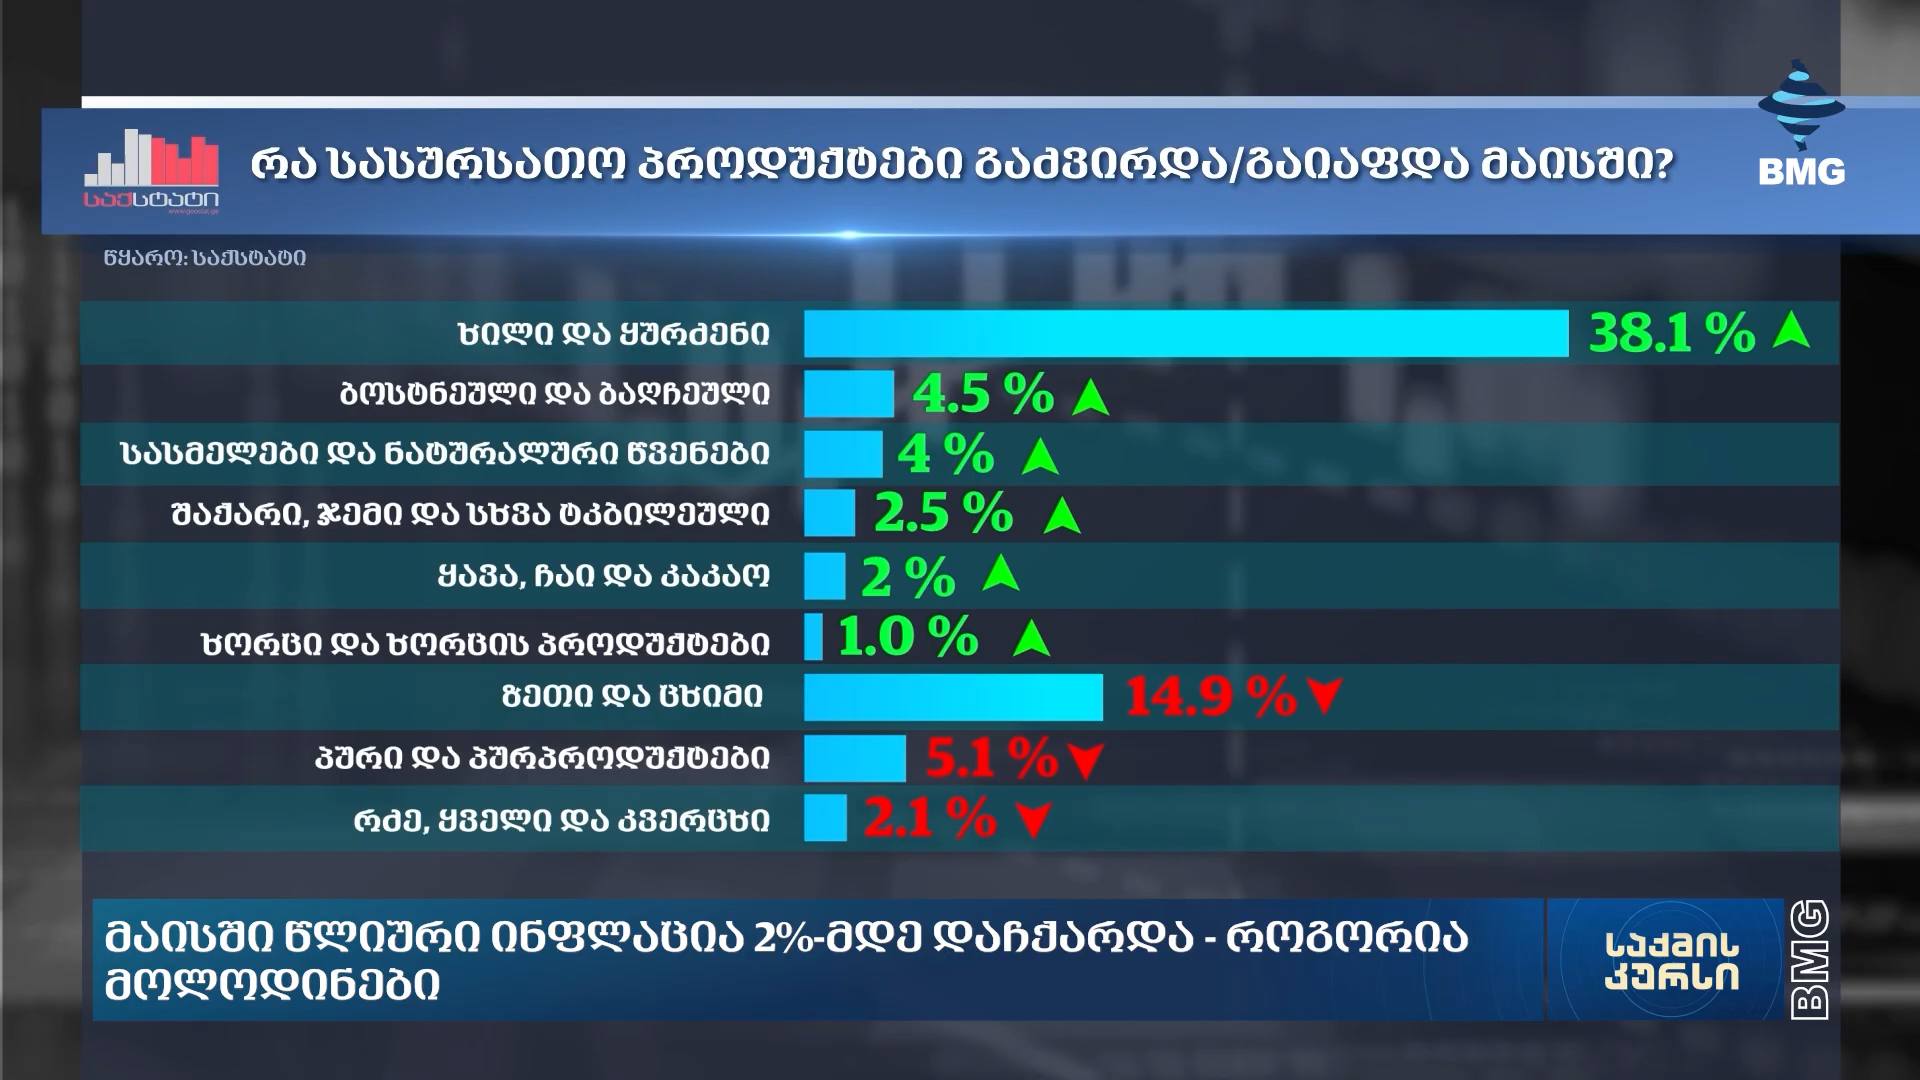 რა სასურსათო პროდუქტები გაძვირდა/გაიაფდა მაისში?
BMG
საქსტატი
www.geostat.ge
წყარო: საქსტატი
ხილი და ყურძენი
38.1 %
ბოსტნეული და ბაღჩეული
4.5 %
სასმელები და ნატურალური წვენები
4 %
შაქარი, ჯემი და სხვა ტკბილეული
2.5 %
ყავა, ჩაი და კაკაო
2 %
ხორცი და ხორცის პროდუქტები
1.0 %
ზეთი და ცხიმი
14.9 %
პური და პურპროდუქტები
5.1 %
რძე, ყველი და კვერცხი
2.1 %
მაისში წლიური ინფლაცია 2%-მდე დაჩქარდა - როგორია
მოლოდინები
საქმის
კურსი
BMG